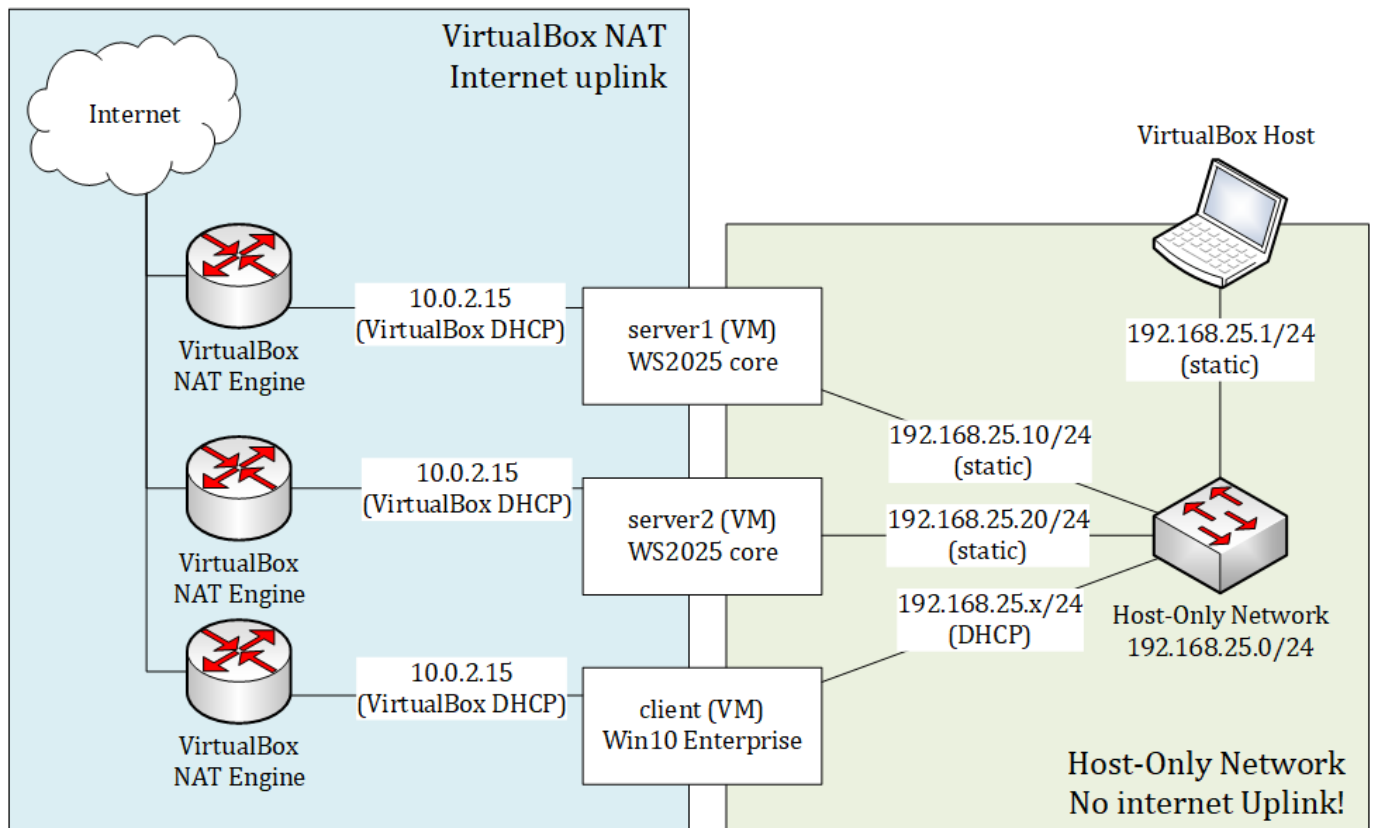 VirtualBox NAT
Internet uplink
Internet
VirtualBox Host
10.0.2.15
(VirtualBox DHCP)
server1 (VM)
WS2025 core
192.168.25.1/24
(static)
VirtualBox
NAT Engine
192.168.25.10/24
(static)
10.0.2.15
(VirtualBox DHCP)
server2 (VM)
WS2025 core
192.168.25.20/24
(static)
VirtualBox
NAT Engine
192.168.25.x/24
(DHCP)
Host-Only Network
192.168.25.0/24
10.0.2.15
(VirtualBox DHCP)
client (VM)
Win10 Enterprise
VirtualBox
NAT Engine
Host-Only Network
No internet Uplink!